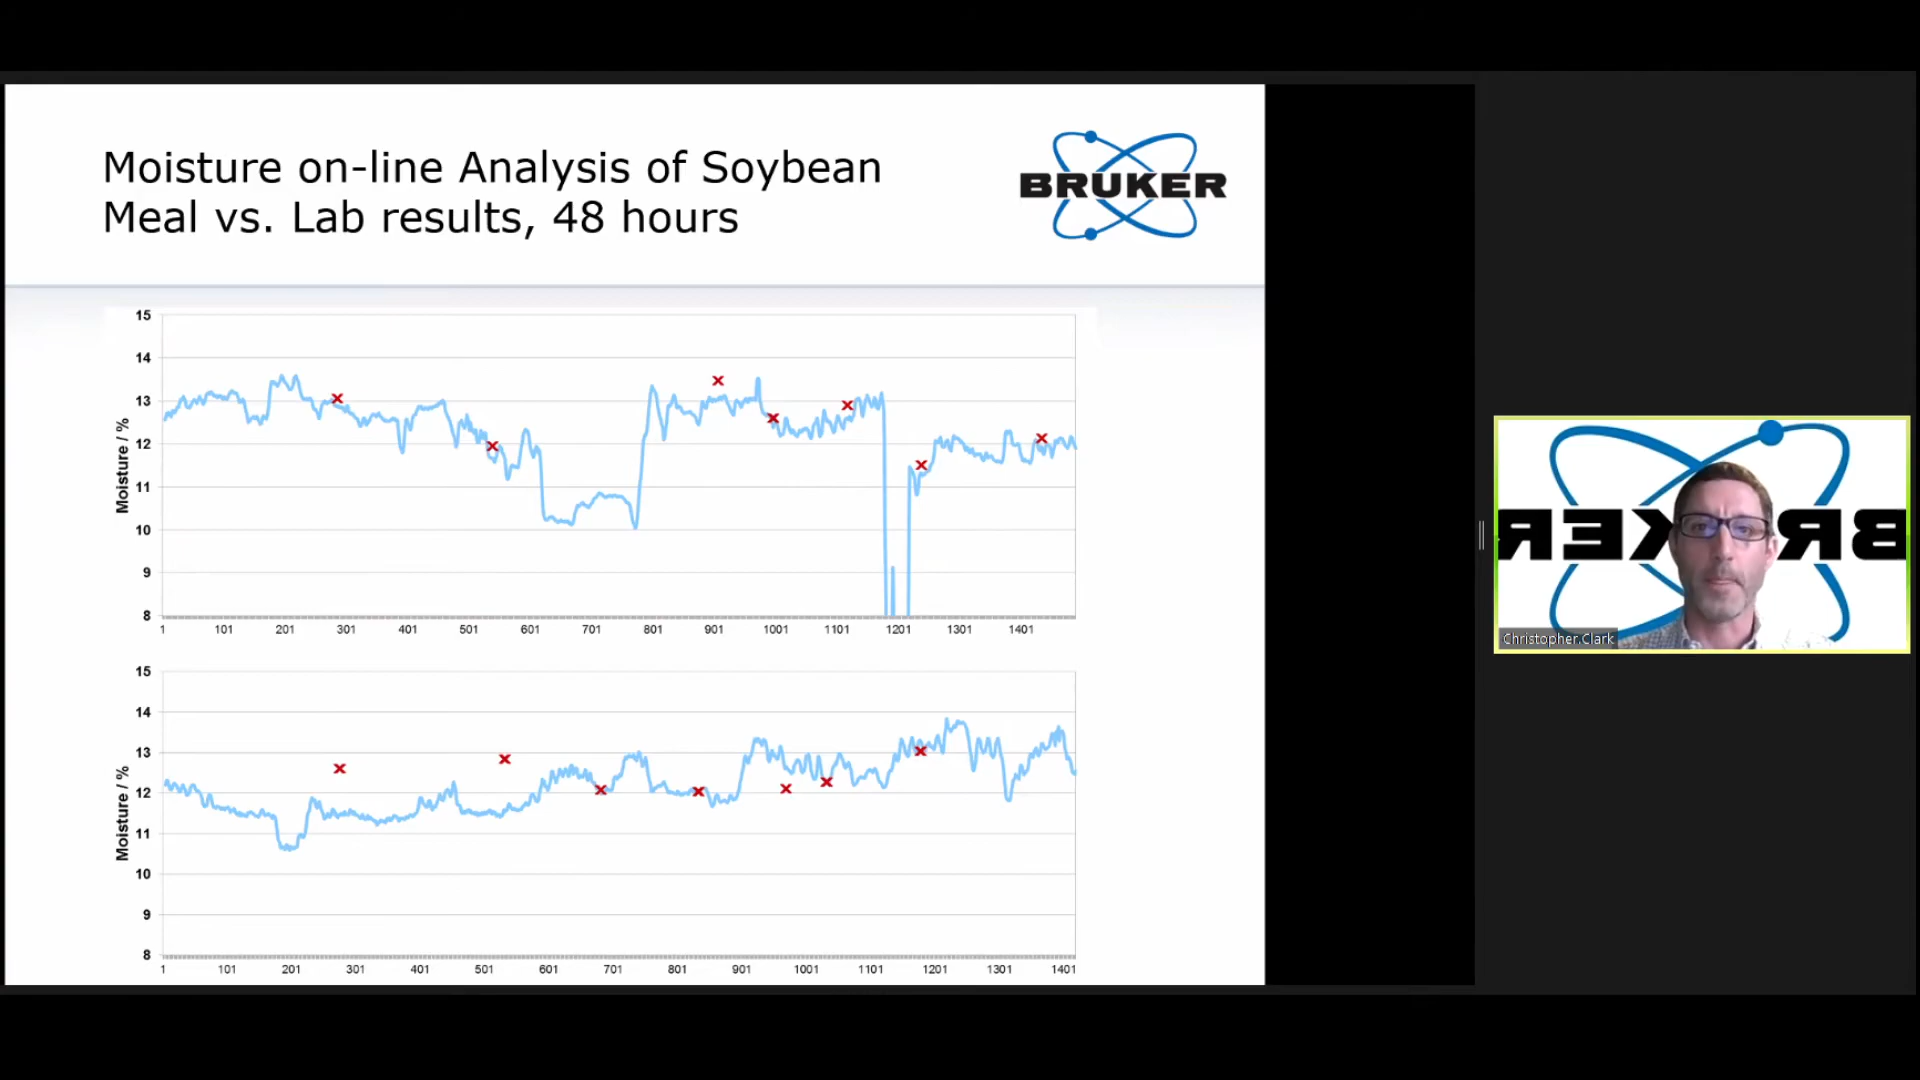 Moisture on-line Analysis of Soybean
Meal vs. Lab results, 48 hours
BRUKER
15
14
13
12
11
10
9
8
Moisture / %
1 101 201 301 401 501 601 701 801 901 1001 1101 1201 1301 1401
15
14
13
12
11
10
9
8
Moisture / %
1 101 201 301 401 501 601 701 801 901 1001 1101 1201 1301 1401
BRUKER
Christopher.Clark